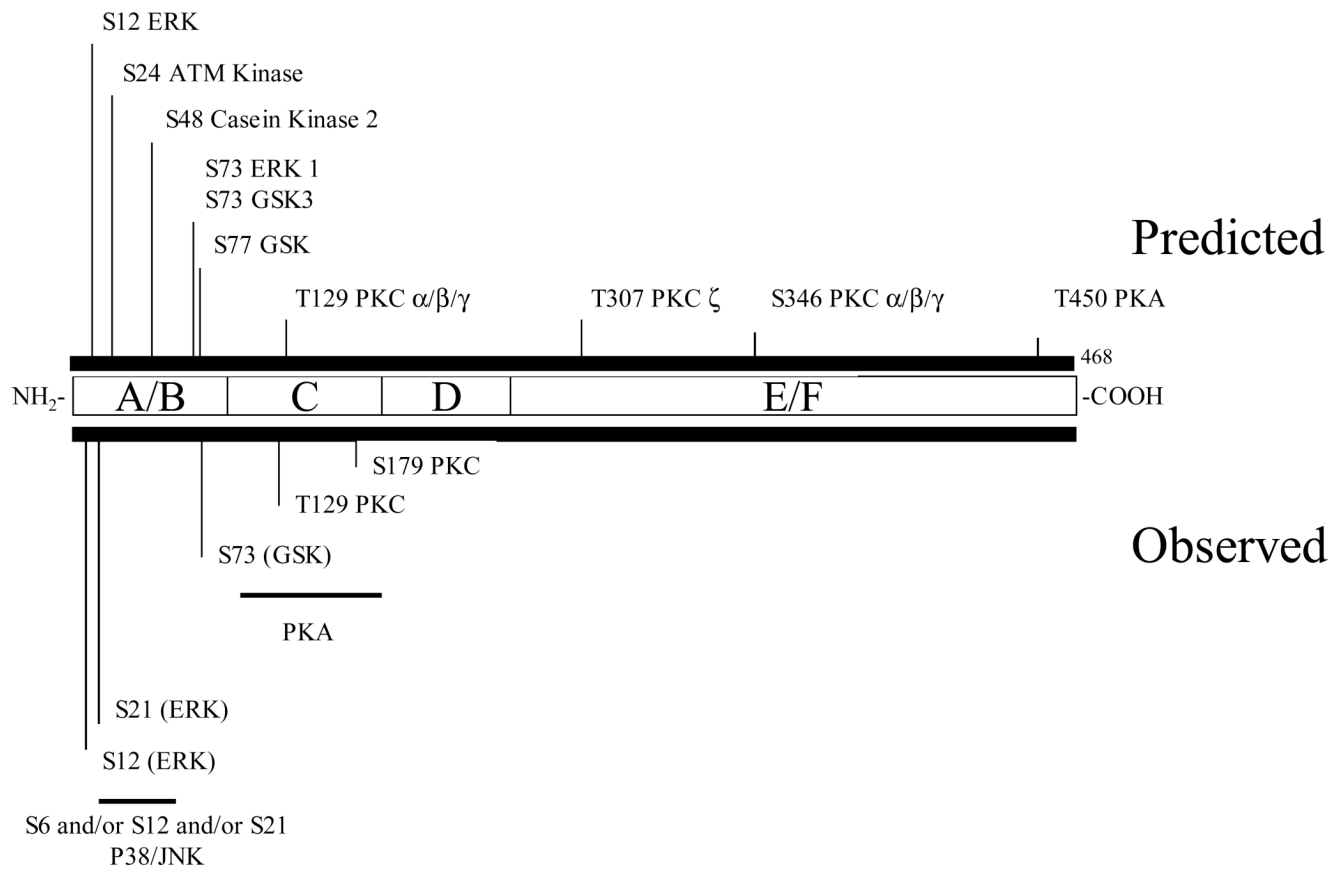 S12 ERK
S24 ATM Kinase
S48 Casein Kinase 2
S73 ERK 1
S73 GSK3
S77 GSK
Predicted
T129 PKC α/β/γ
T307 PKC ζ
S346 PKC α/β/γ
T450 PKA
468
NH₂-
A/B
C
D
E/F
-COOH
S179 PKC
T129 PKC
S73 (GSK)
Observed
PKA
S21 (ERK)
S12 (ERK)
S6 and/or S12 and/or S21
P38/JNK